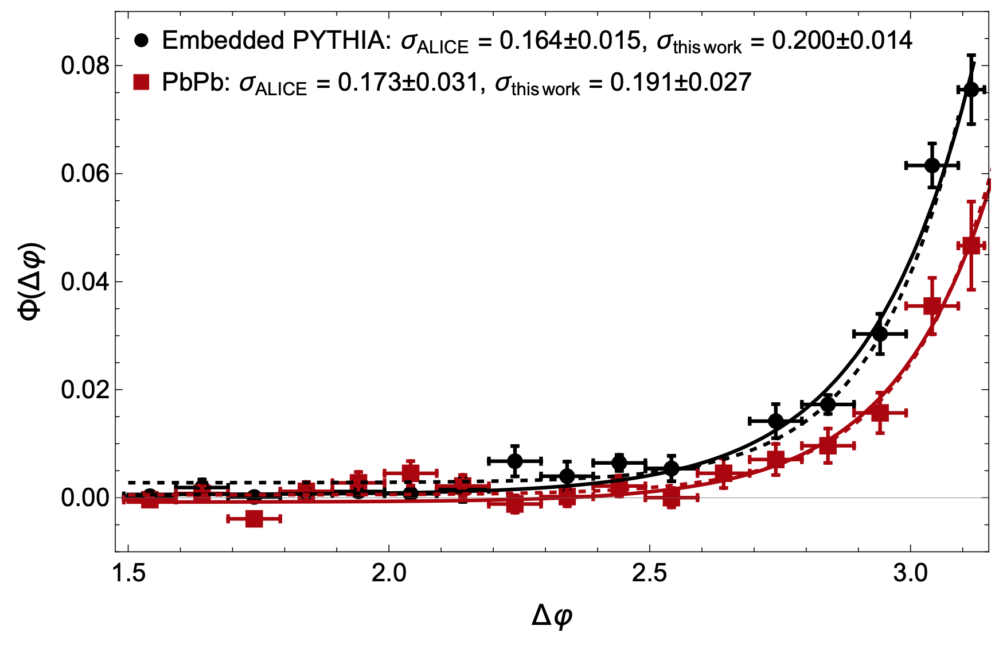 Embedded PYTHIA: σALICE = 0.164±0.015, σthis work = 0.200±0.014
PbPb: σALICE = 0.173±0.031, σthis work = 0.191±0.027
0.08
0.06
0.04
0.02
0.00
Φ(Δφ)
1.5 2.0 2.5 3.0
Δφ